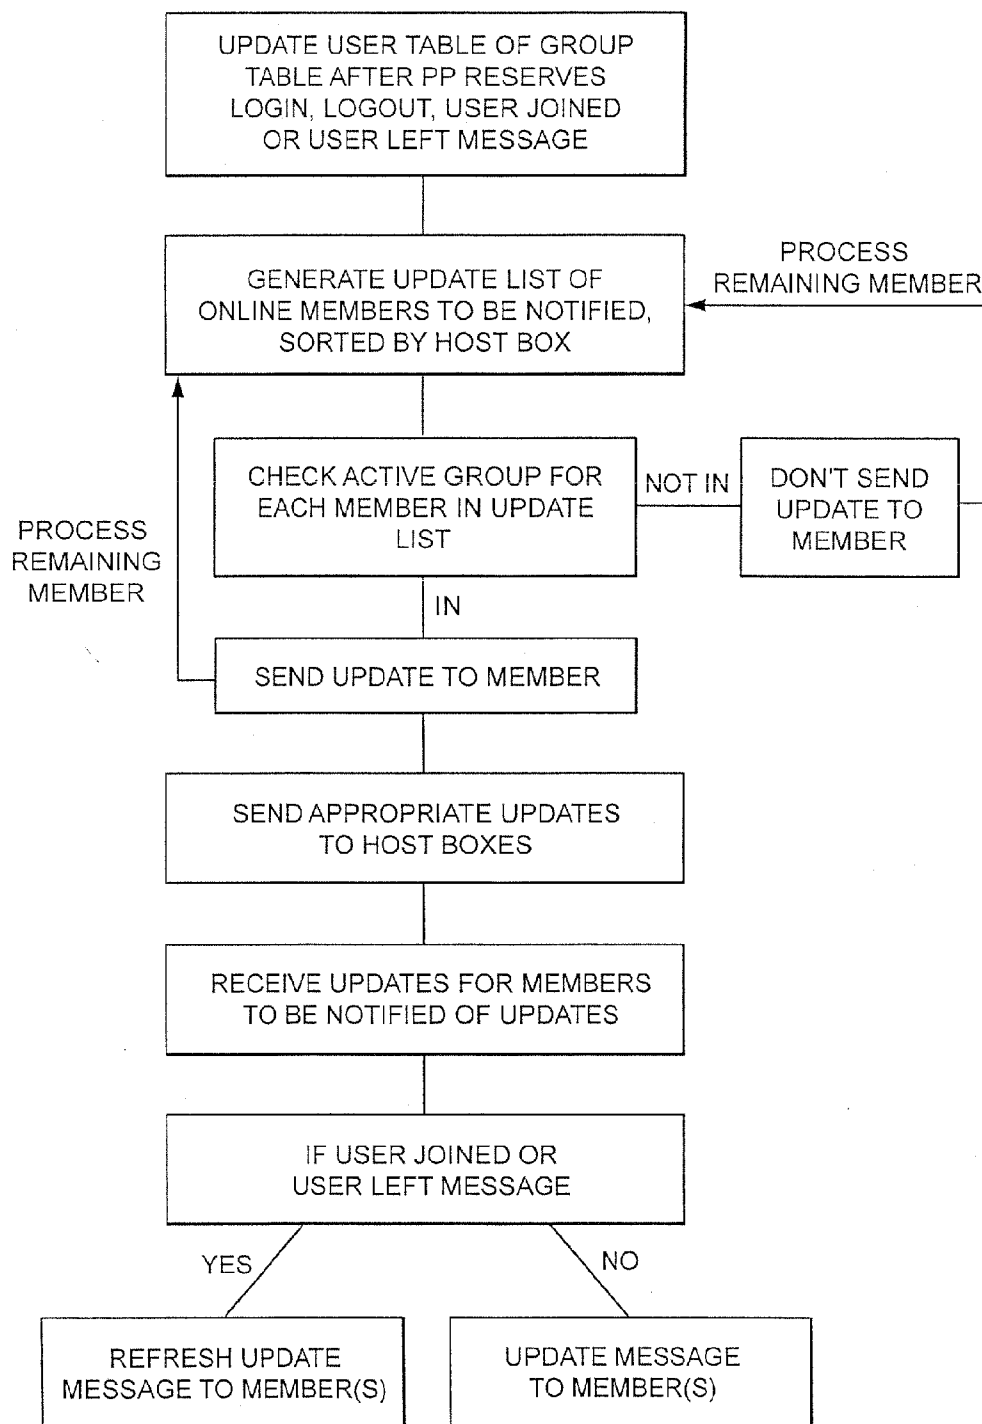 UPDATE USER TABLE OF GROUP
TABLE AFTER PP RESERVES
LOGIN, LOGOUT, USER JOINED
OR USER LEFT MESSAGE
GENERATE UPDATE LIST OF
ONLINE MEMBERS TO BE NOTIFIED,
SORTED BY HOST BOX
PROCESS
REMAINING MEMBER
CHECK ACTIVE GROUP FOR
EACH MEMBER IN UPDATE
LIST
NOT IN
DON'T SEND
UPDATE TO
MEMBER
PROCESS
REMAINING
MEMBER
IN
SEND UPDATE TO MEMBER
SEND APPROPRIATE UPDATES
TO HOST BOXES
RECEIVE UPDATES FOR MEMBERS
TO BE NOTIFIED OF UPDATES
IF USER JOINED OR
USER LEFT MESSAGE
YES
NO
REFRESH UPDATE
MESSAGE TO MEMBER(S)
UPDATE MESSAGE
TO MEMBER(S)